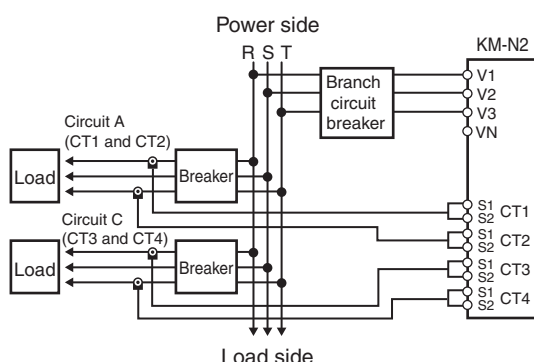 Power side
KM-N2
R S T
Branch
circuit
breaker
V1
V2
V3
VN
Circuit A
(CT1 and CT2)
Load
Breaker
S1
S2
CT1
S1
S2
CT2
Circuit C
(CT3 and CT4)
Load
Breaker
S1
S2
CT3
S1
S2
CT4
Load side